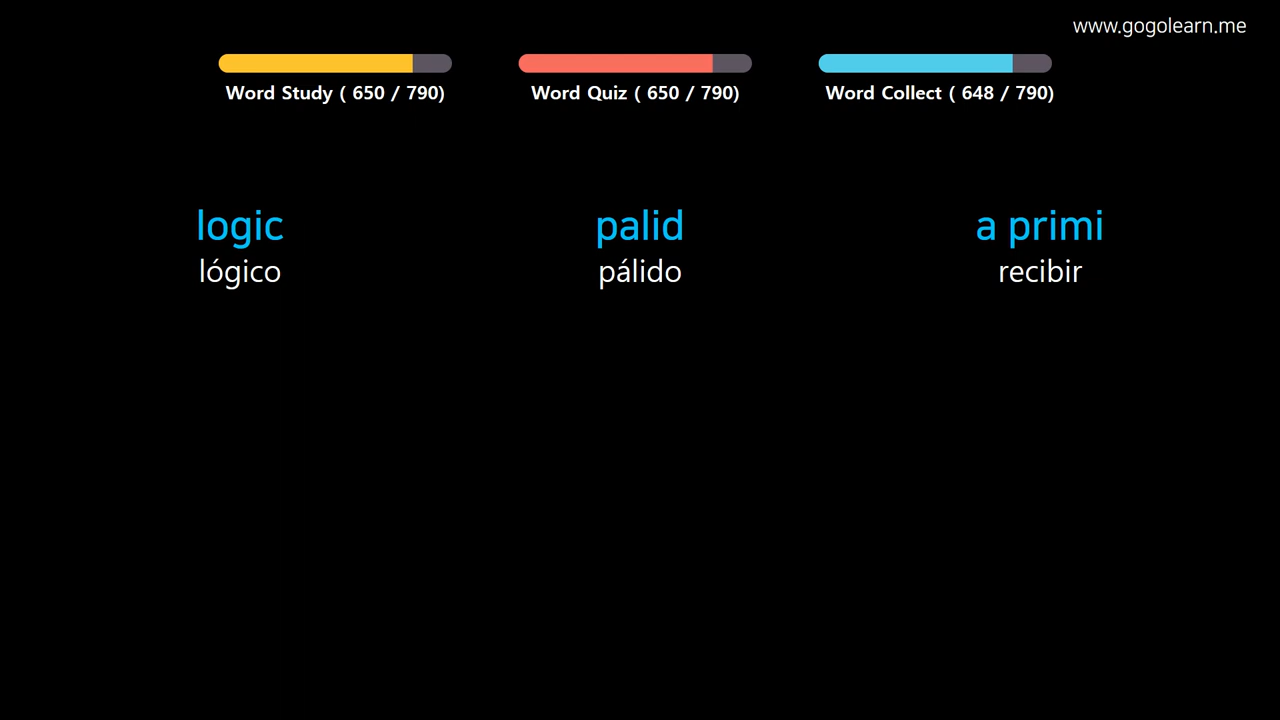 www.gogolearn.me
Word Study ( 650 / 790)
Word Quiz ( 650 / 790)
Word Collect ( 648 / 790)
logic
palid
a primi
lógico
pálido
recibir